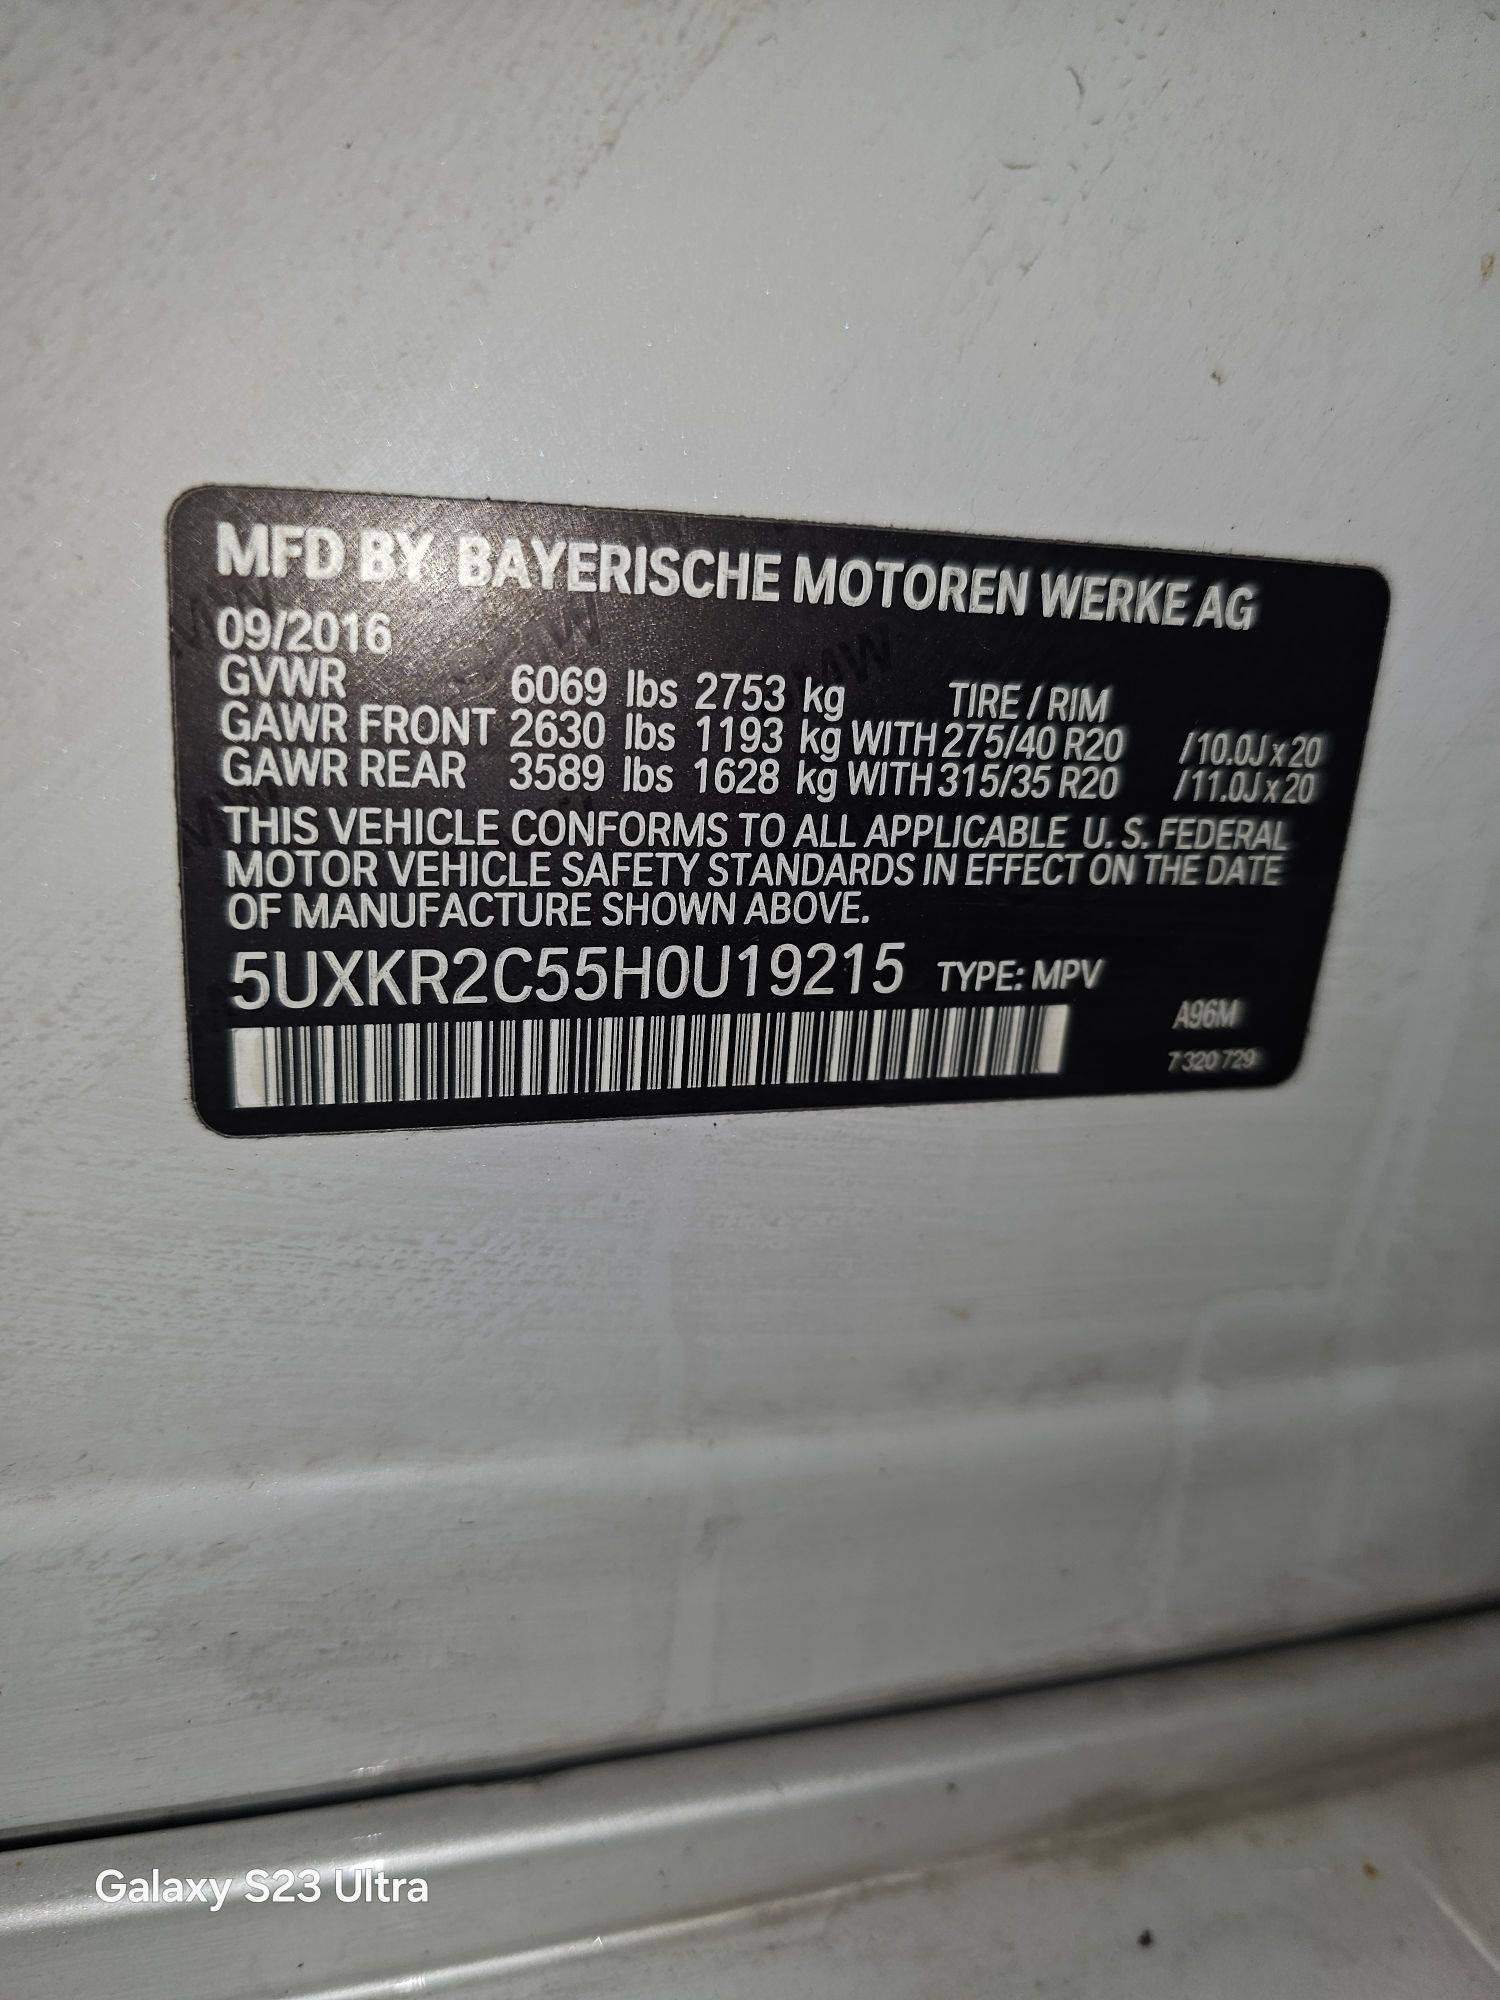 MFD BY BAYERISCHE MOTOREN WERKE AG
09/2016
GVWR 6069 lbs 2753 kg TIRE / RIM
GAWR FRONT 2630 lbs 1193 kg WITH 275/40 R20 /10.0J x 20
GAWR REAR 3589 lbs 1628 kg WITH 315/35 R20 /11.0J x 20
THIS VEHICLE CONFORMS TO ALL APPLICABLE U. S. FEDERAL
MOTOR VEHICLE SAFETY STANDARDS IN EFFECT ON THE DATE
OF MANUFACTURE SHOWN ABOVE.
5UXKR2C55H0U19215 TYPE: MPV
A96M
7 320 729
Galaxy S23 Ultra